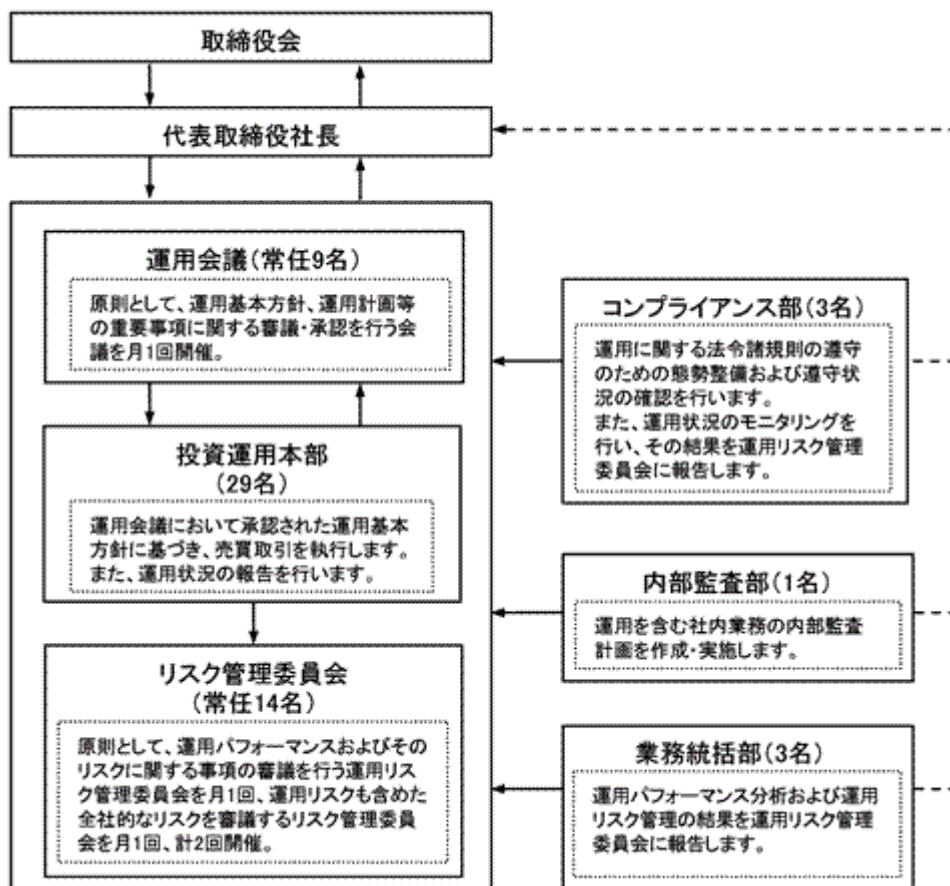 取締役会
代表取締役社長
運用会議(常任9名)
原則として、運用基本方針、運用計画等
の重要事項に関する審議・承認を行う会
議を月1回開催。
投資運用本部
(29名)
運用会議において承認された運用基本
方針に基づき、売買取引を執行します。
また、運用状況の報告を行います。
リスク管理委員会
(常任14名)
原則として、運用パフォーマンスおよびその
リスクに関する事項の審議を行う運用リス
ク管理委員会を月1回、運用リスクも含めた
全社的なリスクを審議するリスク管理委員
会を月1回、計2回開催。
コンプライアンス部(3名)
運用に関する法令諸規則の遵守
のための態勢整備および遵守状
況の確認を行います。
また、運用状況のモニタリングを
行い、その結果を運用リスク管理
委員会に報告します。
内部監査部(1名)
運用を含む社内業務の内部監査
計画を作成・実施します。
業務統括部(3名)
運用パフォーマンス分析および運用
リスク管理の結果を運用リスク管理
委員会に報告します。